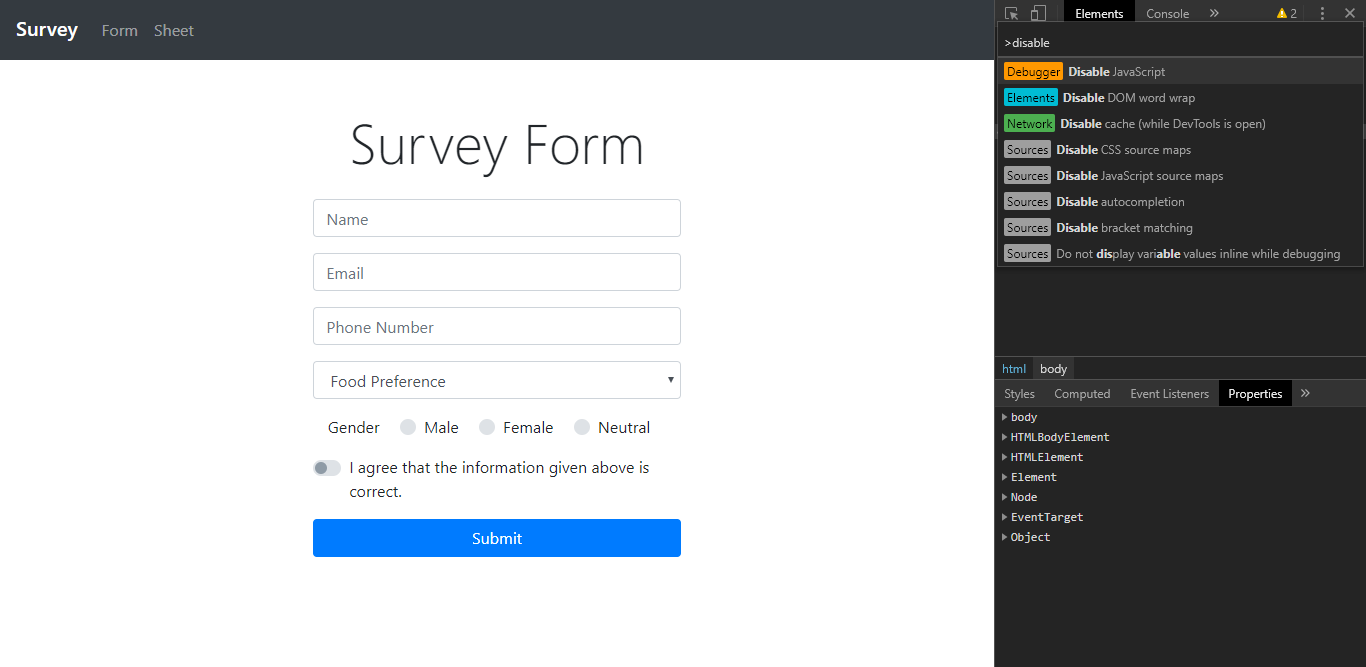 Survey Form Sheet
Survey Form
Name
Email
Phone Number
Food Preference
Gender Male Female Neutral
I agree that the information given above is
correct.
Submit
Elements Console » 2
>disable
Debugger Disable JavaScript
Elements Disable DOM word wrap
Network Disable cache (while DevTools is open)
Sources Disable CSS source maps
Sources Disable JavaScript source maps
Sources Disable autocompletion
Sources Disable bracket matching
Sources Do not display variable values inline while debugging
html body
Styles Computed Event Listeners Properties »
body
HTMLBodyElement
HTMLElement
Element
Node
EventTarget
Object